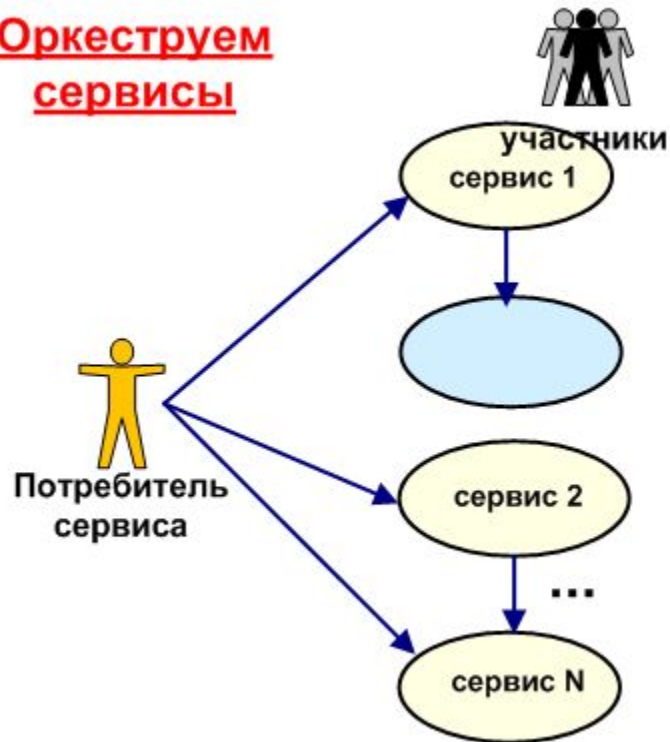 Оркеструем
сервисы
участники
сервис 1
Потребитель
сервиса
сервис 2
...
сервис N